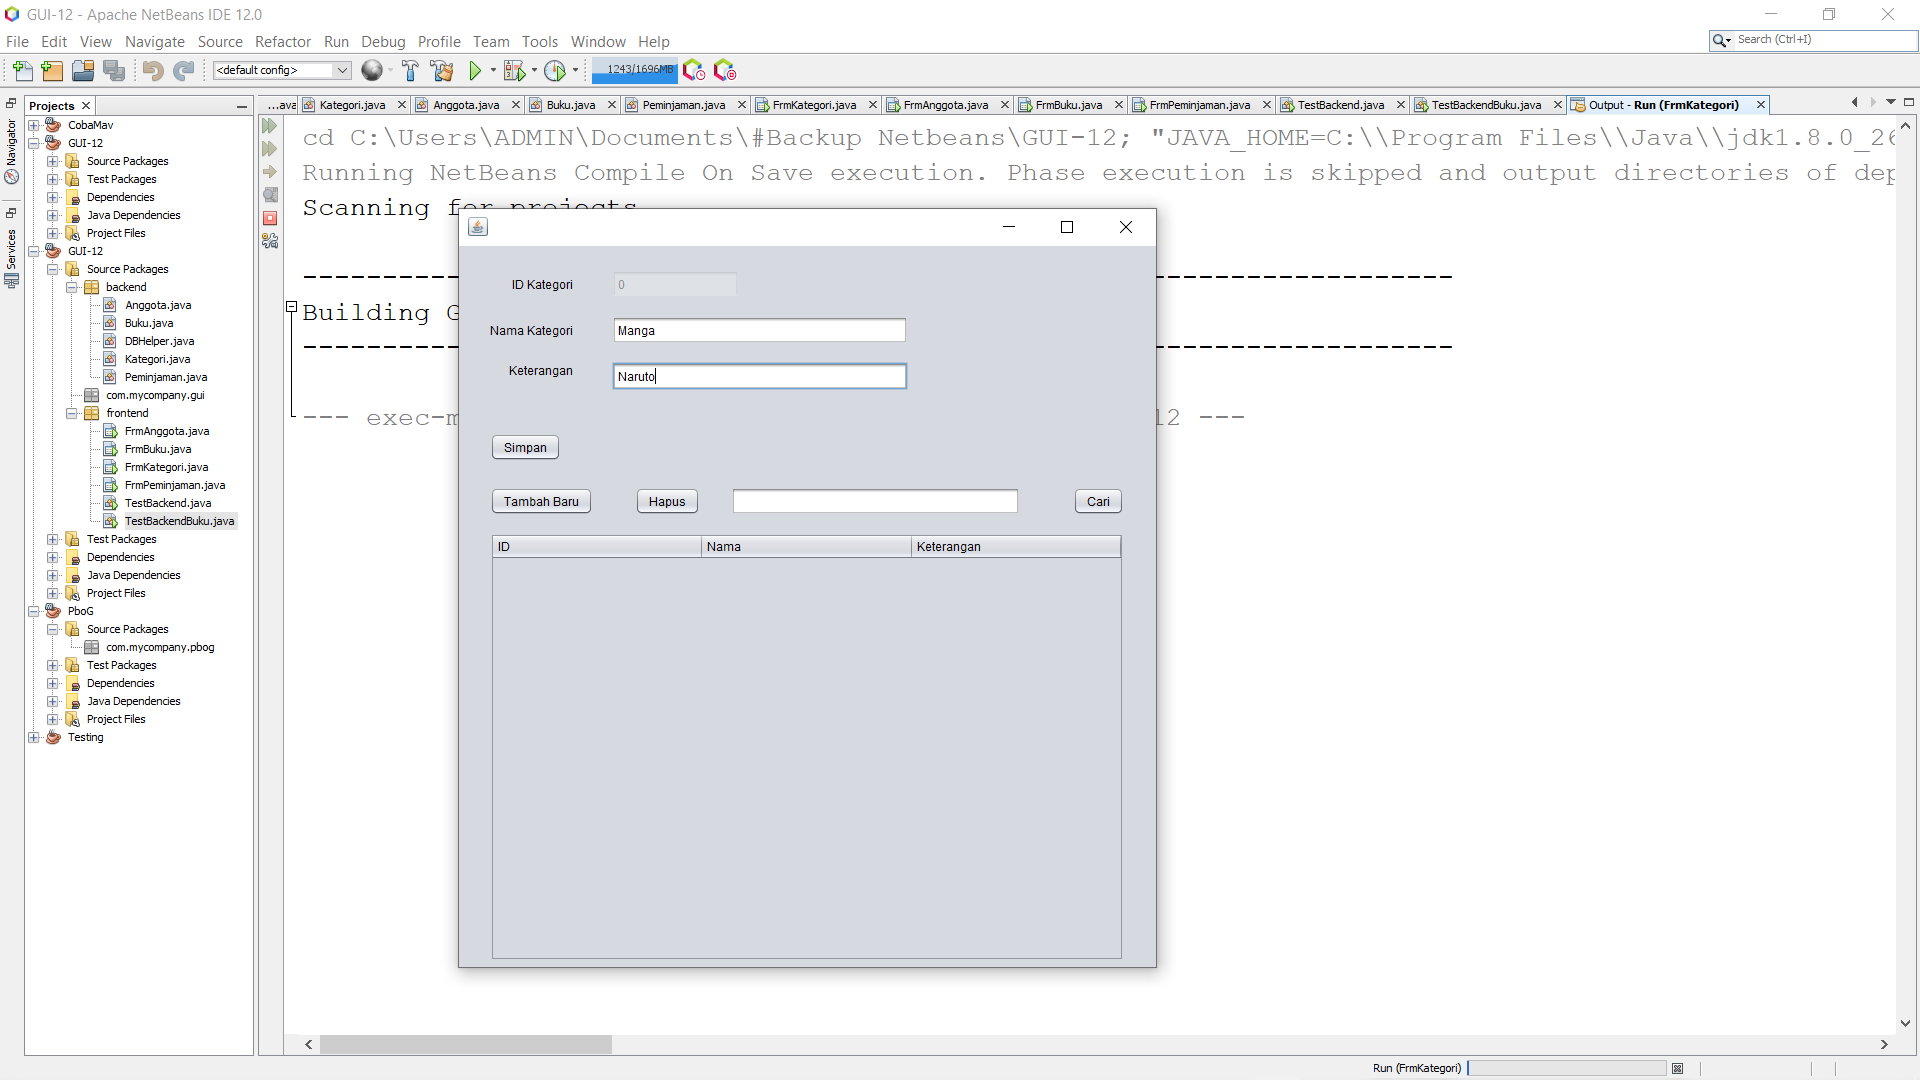 GUI-12 - Apache NetBeans IDE 12.0
File Edit View Navigate Source Refactor Run Debug Profile Team Tools Window Help
Search (Ctrl+I)
<default config>
1243/1696MB
Projects
...ava Kategori.java Anggota.java Buku.java Peminjaman.java FrmKategori.java FrmAnggota.java FrmBuku.java FrmPeminjaman.java TestBackend.java TestBackendBuku.java Output - Run (FrmKategori)
Navigator
Services
CobaMav
GUI-12
Source Packages
Test Packages
Dependencies
Java Dependencies
Project Files
GUI-12
Source Packages
backend
Anggota.java
Buku.java
DBHelper.java
Kategori.java
Peminjaman.java
com.mycompany.gui
frontend
FrmAnggota.java
FrmBuku.java
FrmKategori.java
FrmPeminjaman.java
TestBackend.java
TestBackendBuku.java
Test Packages
Dependencies
Java Dependencies
Project Files
PboG
Source Packages
com.mycompany.pbog
Test Packages
Dependencies
Java Dependencies
Project Files
Testing
cd C:\Users\ADMIN\Documents\#Backup Netbeans\GUI-12; "JAVA_HOME=C:\\Program Files\\Java\\jdk1.8.0_26
Running NetBeans Compile On Save execution. Phase execution is skipped and output directories of dep
Scanning for projects
Building G
--- exec-m
12 ---
ID Kategori 0
Nama Kategori Manga
Keterangan Naruto
Simpan
Tambah Baru Hapus Cari
ID Nama Keterangan
Run (FrmKategori)